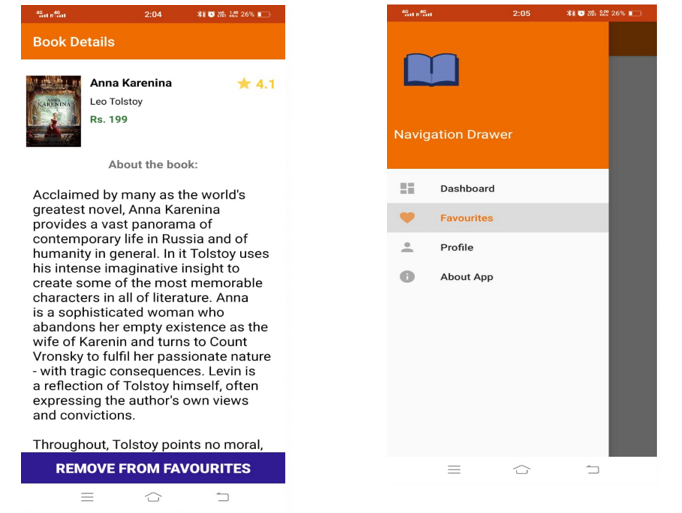 2:04
26%
Book Details
ANNA
KARENINA
Anna Karenina
4.1
Leo Tolstoy
Rs. 199
About the book:
Acclaimed by many as the world's
greatest novel, Anna Karenina
provides a vast panorama of
contemporary life in Russia and of
humanity in general. In it Tolstoy uses
his intense imaginative insight to
create some of the most memorable
characters in all of literature. Anna
is a sophisticated woman who
abandons her empty existence as the
wife of Karenin and turns to Count
Vronsky to fulfil her passionate nature
- with tragic consequences. Levin is
a reflection of Tolstoy himself, often
expressing the author's own views
and convictions.
Throughout, Tolstoy points no moral,
REMOVE FROM FAVOURITES
2:05
26%
Navigation Drawer
Dashboard
Favourites
Profile
About App